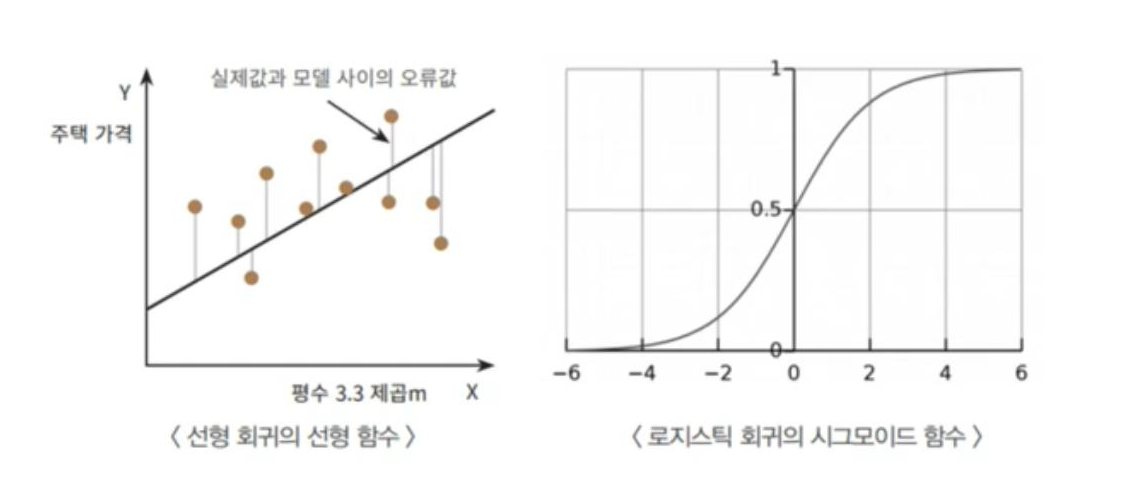 Y
주택 가격
실제값과 모델 사이의 오류값
평수 3.3 제곱m X
〈 선형 회귀의 선형 함수 〉
1
0.5
0
−6 −4 −2 0 2 4 6
〈 로지스틱 회귀의 시그모이드 함수 〉